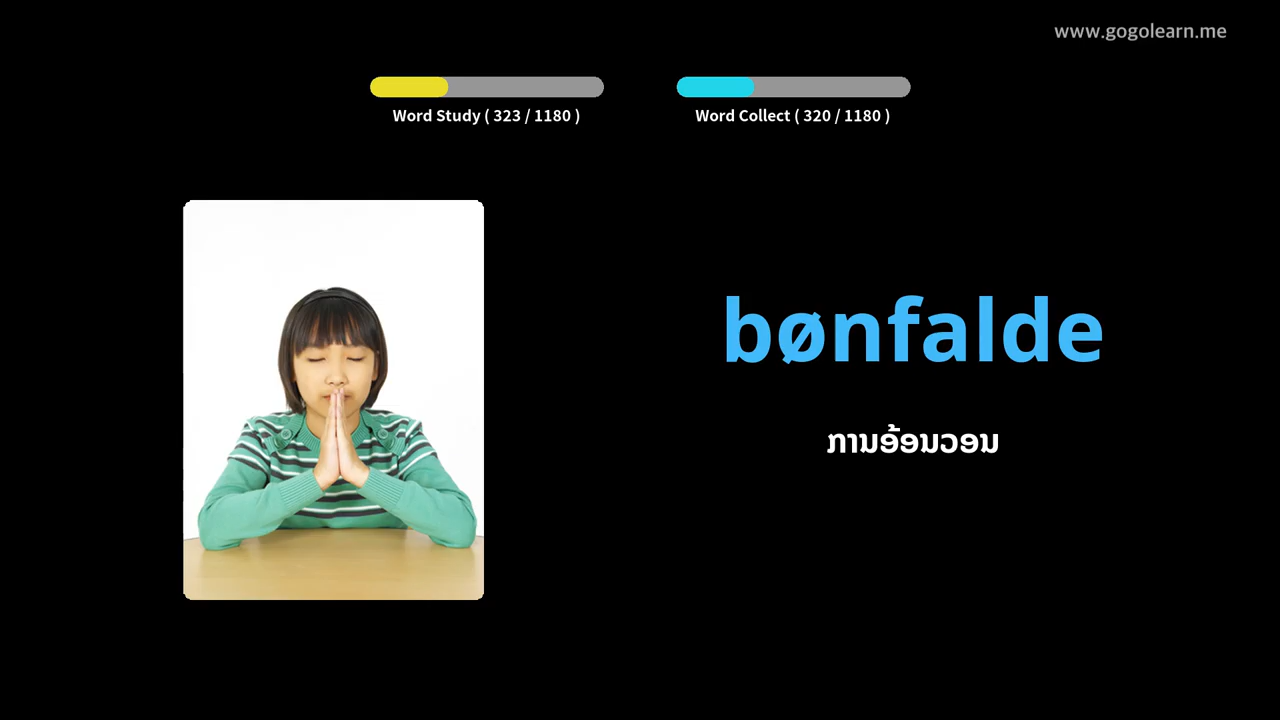 www.gogolearn.me
Word Study ( 323 / 1180 )
Word Collect ( 320 / 1180 )
bønfalde
ການອ້ອນວອນ